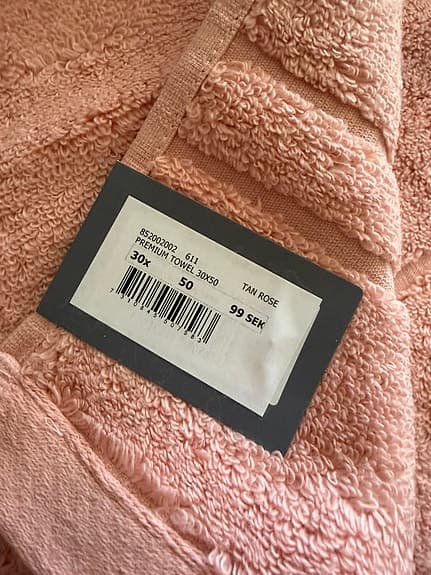 852002002 611
PREMIUM TOWEL 30X50
TAN ROSE
30x
50
99 SEK